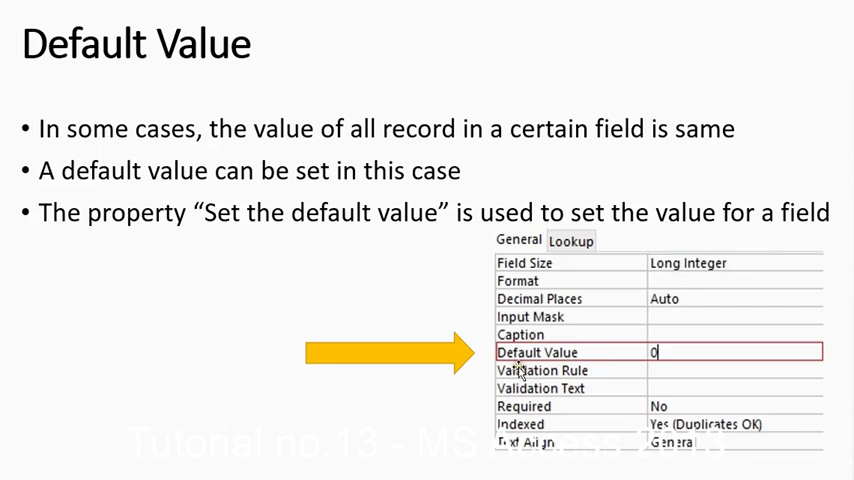 Default Value
• In some cases, the value of all record in a certain field is same
• A default value can be set in this case
• The property “Set the default value” is used to set the value for a field
General Lookup
Field Size Long Integer
Format
Decimal Places Auto
Input Mask
Caption
Default Value 0
Validation Rule
Validation Text
Required No
Indexed Yes (Duplicates OK)
Text Align General
Tutorial no.13 - MS Access 2013